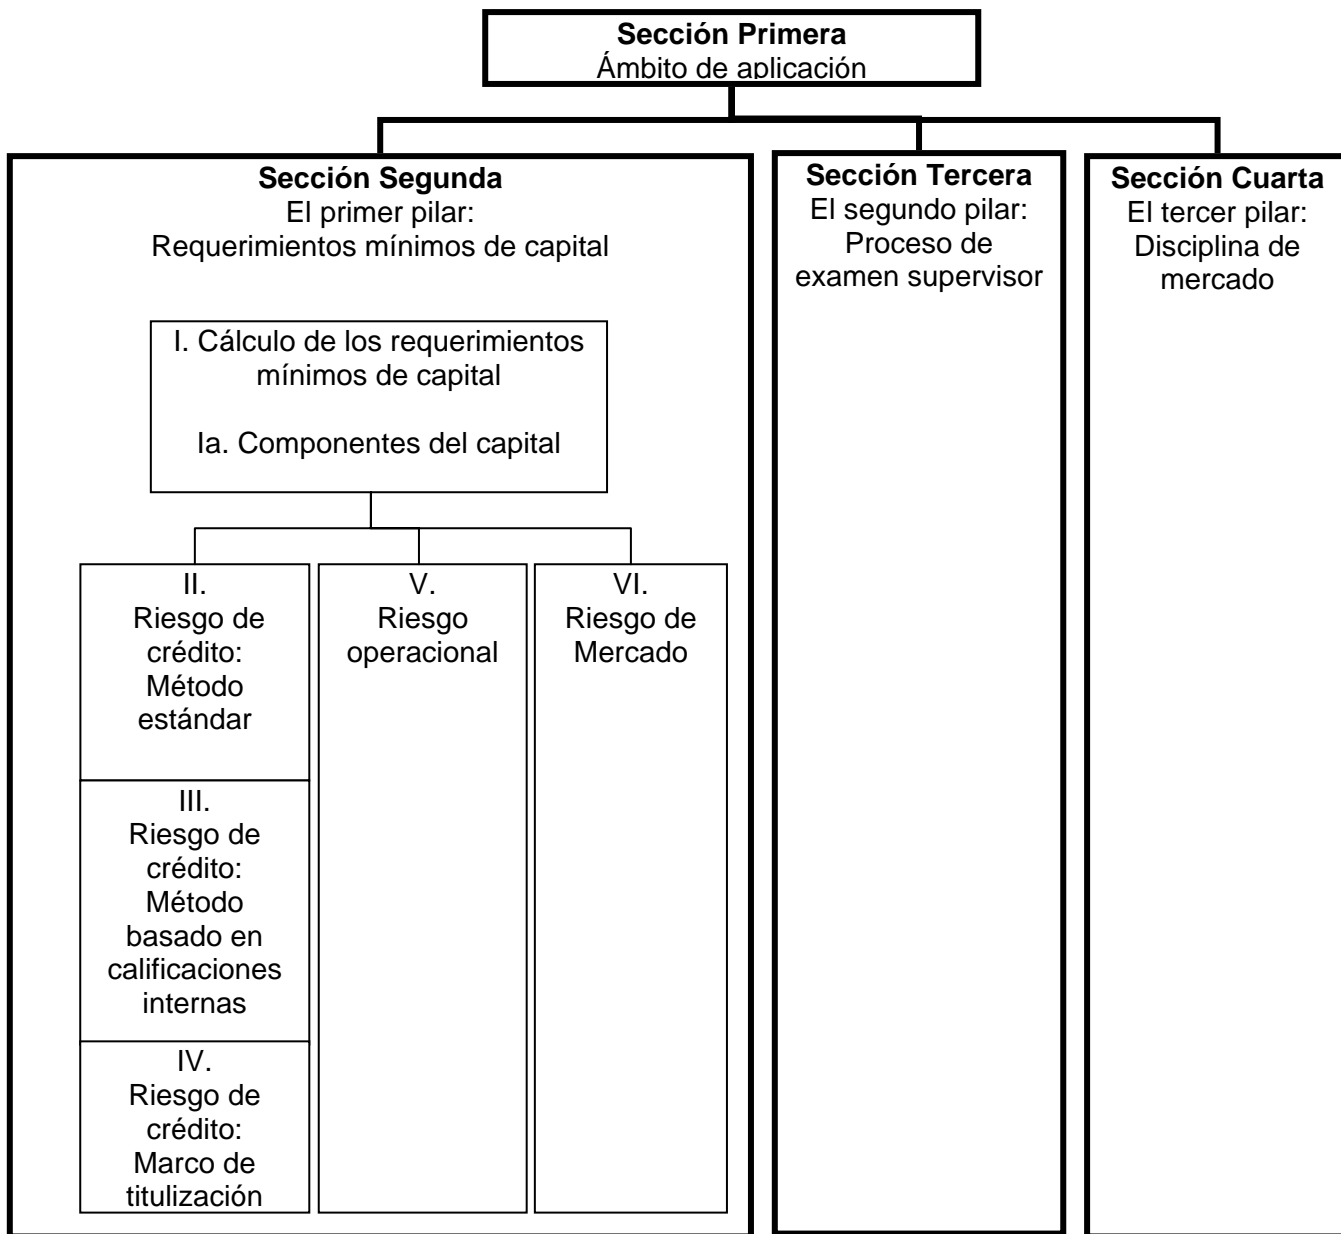 Sección Primera
Ámbito de aplicación
Sección Segunda
El primer pilar:
Requerimientos mínimos de capital
I. Cálculo de los requerimientos
mínimos de capital
Ia. Componentes del capital
II.
Riesgo de
crédito:
Método
estándar
III.
Riesgo de
crédito:
Método
basado en
calificaciones
internas
IV.
Riesgo de
crédito:
Marco de
titulización
V.
Riesgo
operacional
VI.
Riesgo de
Mercado
Sección Tercera
El segundo pilar:
Proceso de
examen supervisor
Sección Cuarta
El tercer pilar:
Disciplina de
mercado